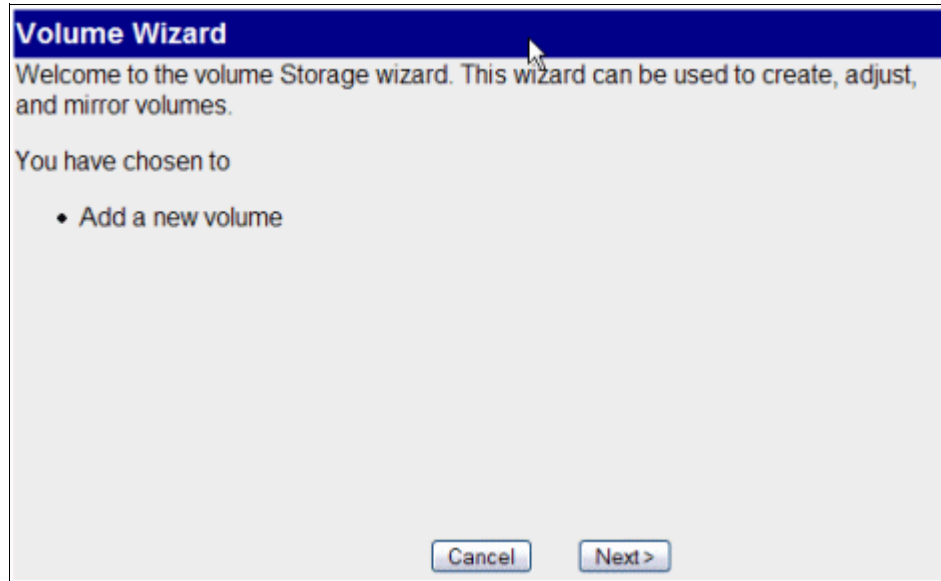 Volume Wizard
Welcome to the volume Storage wizard. This wizard can be used to create, adjust,
and mirror volumes.
You have chosen to
• Add a new volume
Cancel Next>